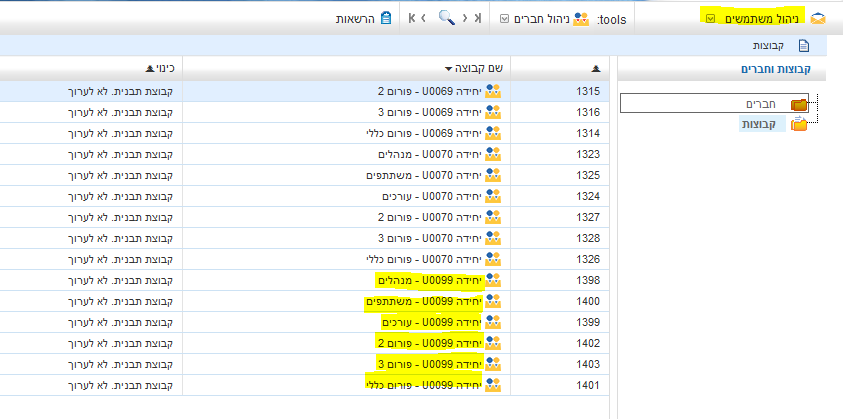 ניהול משתמשים
tools: ניהול חברים הרשאות
קבוצות
קבוצות וחברים
חברים
קבוצות
שם קבוצה כינוי
1315 יחידה U0069 - פורום 2 קבוצת תבנית. לא לערוך
1316 יחידה U0069 - פורום 3 קבוצת תבנית. לא לערוך
1314 יחידה U0069 - פורום כללי קבוצת תבנית. לא לערוך
1323 יחידה U0070 - מנהלים קבוצת תבנית. לא לערוך
1325 יחידה U0070 - משתתפים קבוצת תבנית. לא לערוך
1324 יחידה U0070 - עורכים קבוצת תבנית. לא לערוך
1327 יחידה U0070 - פורום 2 קבוצת תבנית. לא לערוך
1328 יחידה U0070 - פורום 3 קבוצת תבנית. לא לערוך
1326 יחידה U0070 - פורום כללי קבוצת תבנית. לא לערוך
1398 יחידה U0099 - מנהלים קבוצת תבנית. לא לערוך
1400 יחידה U0099 - משתתפים קבוצת תבנית. לא לערוך
1399 יחידה U0099 - עורכים קבוצת תבנית. לא לערוך
1402 יחידה U0099 - פורום 2 קבוצת תבנית. לא לערוך
1403 יחידה U0099 - פורום 3 קבוצת תבנית. לא לערוך
1401 יחידה U0099 - פורום כללי קבוצת תבנית. לא לערוך